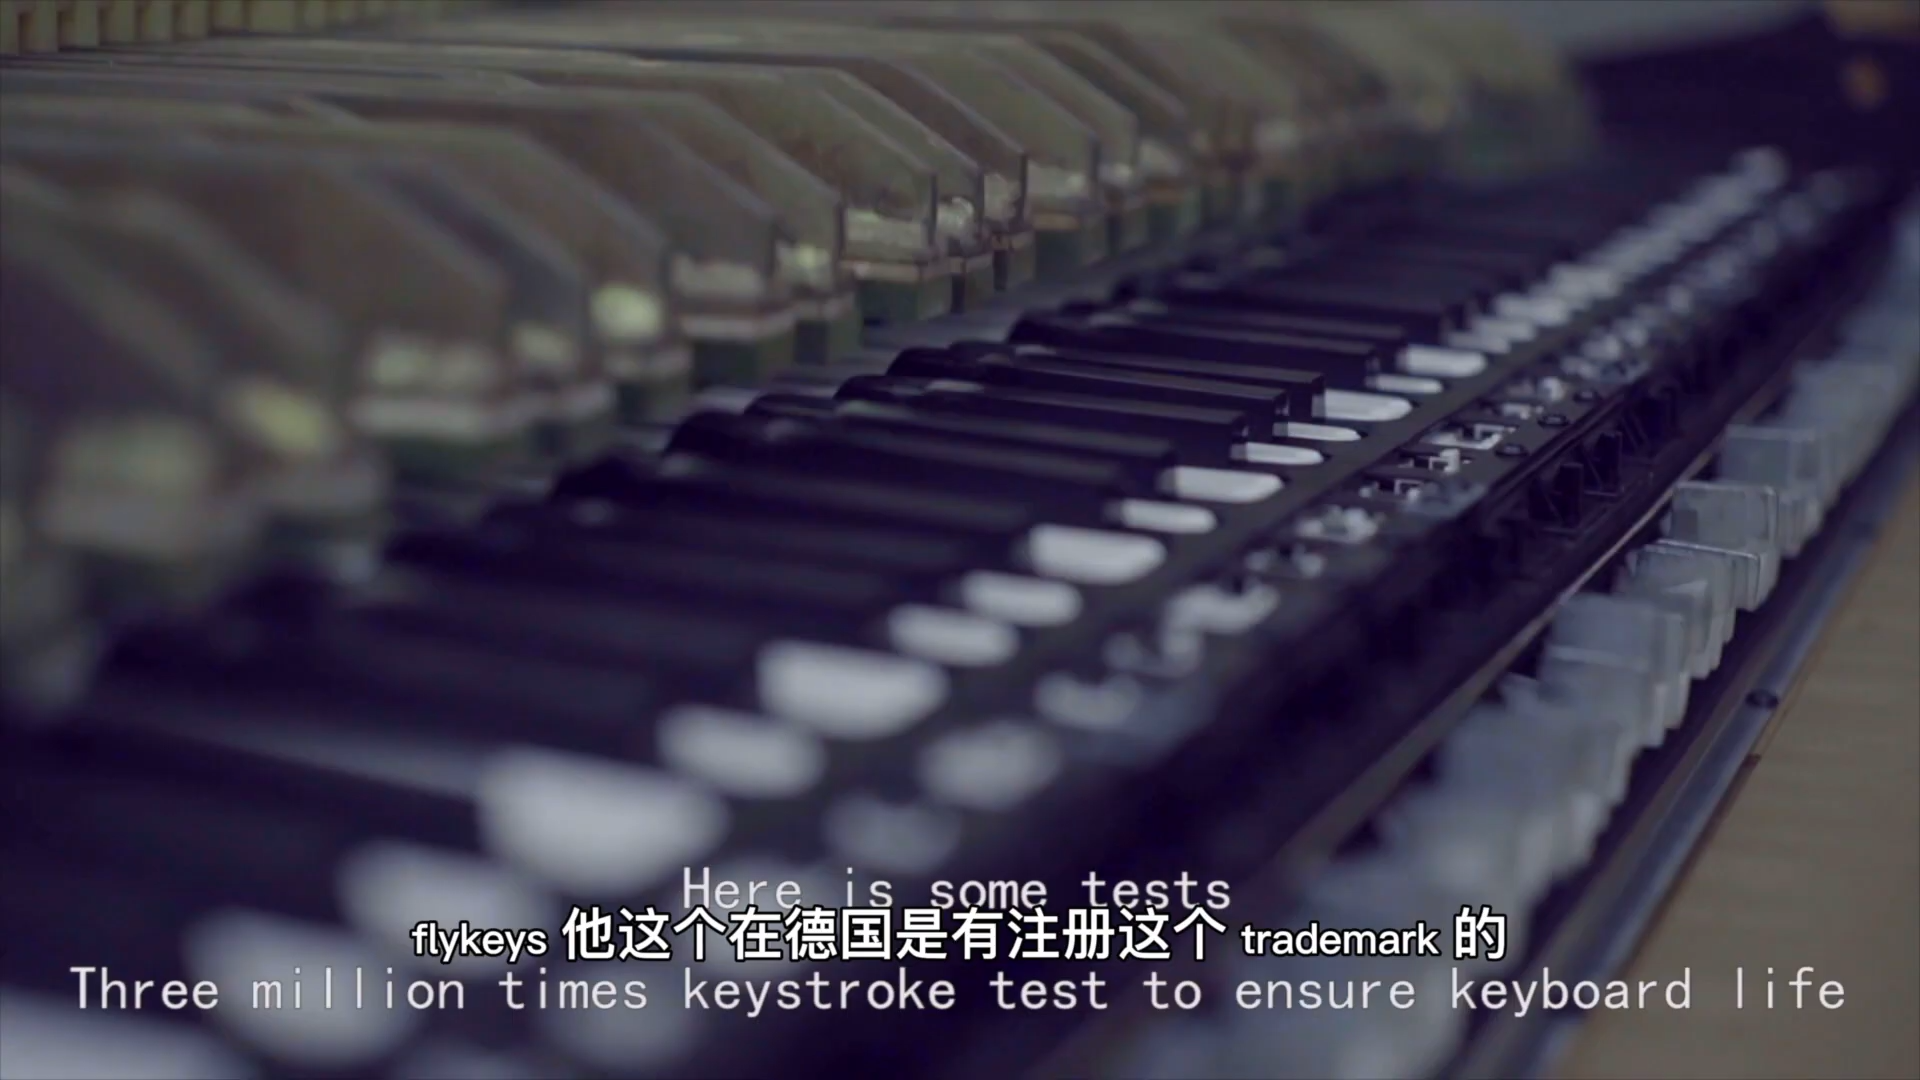 Here is some tests
flykeys 他这个在德国是有注册这个 trademark 的
Three million times keystroke test to ensure keyboard life